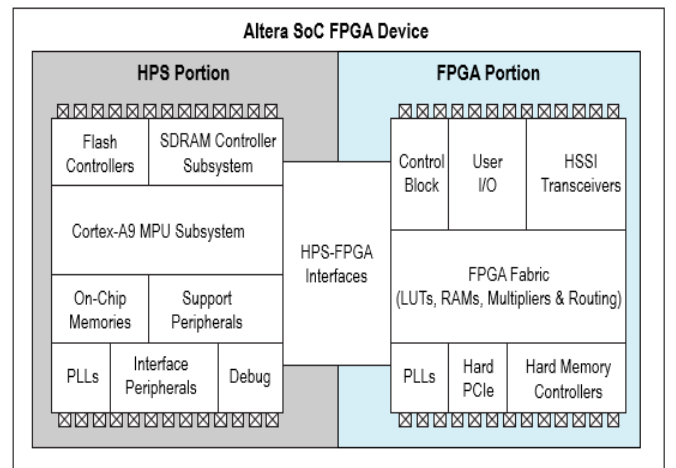 Altera SoC FPGA Device
HPS Portion
FPGA Portion
Flash
Controllers
SDRAM Controller
Subsystem
Cortex-A9 MPU Subsystem
On-Chip
Memories
Support
Peripherals
PLLs
Interface
Peripherals
Debug
HPS-FPGA
Interfaces
Control
Block
User
I/O
HSSI
Transceivers
FPGA Fabric
(LUTs, RAMs, Multipliers & Routing)
PLLs
Hard
PCIe
Hard Memory
Controllers